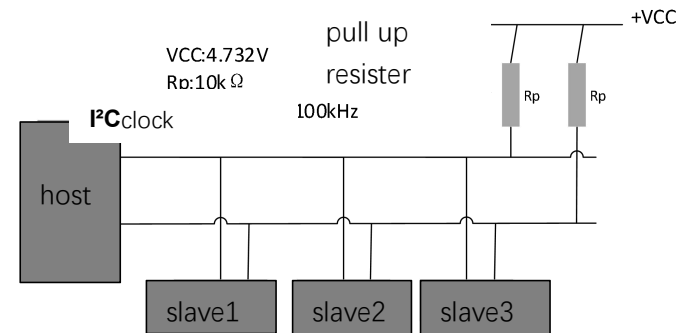 +VCC
pull up
resister
VCC:4.732V
Rp:10kΩ
100kHz
I²Cclock
Rp
Rp
host
slave1
slave2
slave3